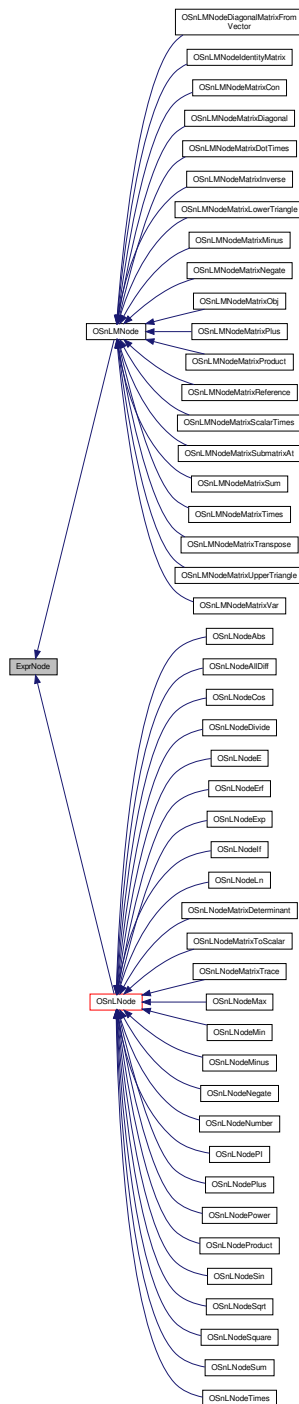 OSnLMNodeDiagonalMatrixFrom
Vector
OSnLMNodeIdentityMatrix
OSnLMNodeMatrixCon
OSnLMNodeMatrixDiagonal
OSnLMNodeMatrixDotTimes
OSnLMNodeMatrixInverse
OSnLMNodeMatrixLowerTriangle
OSnLMNodeMatrixMinus
OSnLMNodeMatrixNegate
OSnLMNodeMatrixObj
OSnLMNode
OSnLMNodeMatrixPlus
OSnLMNodeMatrixProduct
OSnLMNodeMatrixReference
OSnLMNodeMatrixScalarTimes
OSnLMNodeMatrixSubmatrixAt
OSnLMNodeMatrixSum
OSnLMNodeMatrixTimes
OSnLMNodeMatrixTranspose
OSnLMNodeMatrixUpperTriangle
OSnLMNodeMatrixVar
OSnLNodeAbs
ExprNode
OSnLNodeAllDiff
OSnLNodeCos
OSnLNodeDivide
OSnLNodeE
OSnLNodeErf
OSnLNodeExp
OSnLNodeIf
OSnLNodeLn
OSnLNodeMatrixDeterminant
OSnLNodeMatrixToScalar
OSnLNodeMatrixTrace
OSnLNode
OSnLNodeMax
OSnLNodeMin
OSnLNodeMinus
OSnLNodeNegate
OSnLNodeNumber
OSnLNodePI
OSnLNodePlus
OSnLNodePower
OSnLNodeProduct
OSnLNodeSin
OSnLNodeSqrt
OSnLNodeSquare
OSnLNodeSum
OSnLNodeTimes